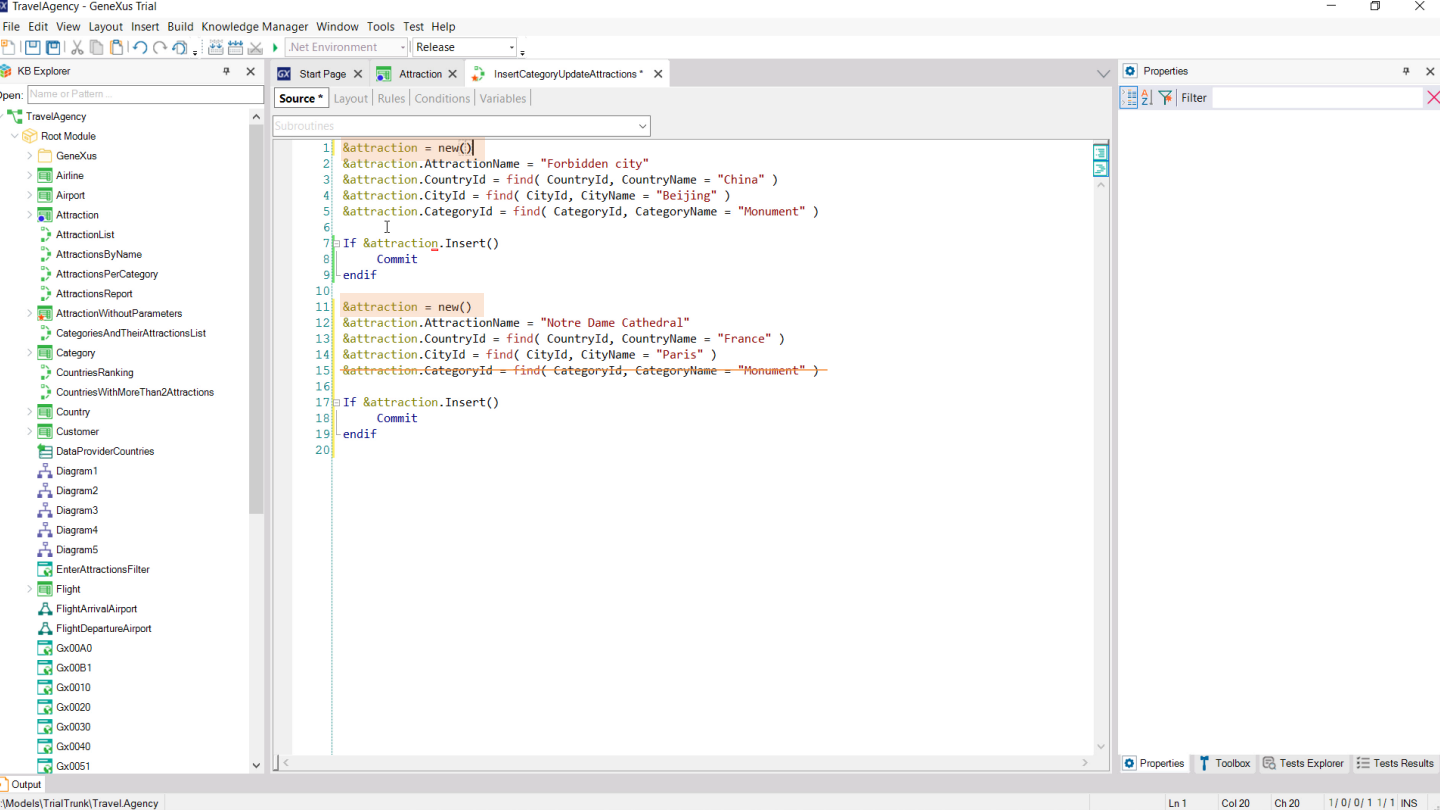 TravelAgency - GeneXus Trial
File Edit View Layout Insert Build Knowledge Manager Window Tools Test Help
.Net Environment Release
KB Explorer
Open: Name or Pattern ...
TravelAgency
Root Module
GeneXus
Airline
Airport
Attraction
AttractionList
AttractionsByName
AttractionsPerCategory
AttractionsReport
AttractionWithoutParameters
CategoriesAndTheirAttractionsList
Category
CountriesRanking
CountriesWithMoreThan2Attractions
Country
Customer
DataProviderCountries
Diagram1
Diagram2
Diagram3
Diagram4
Diagram5
EnterAttractionsFilter
Flight
FlightArrivalAirport
FlightDepartureAirport
Gx00A0
Gx00B1
Gx0010
Gx0020
Gx0030
Gx0040
Gx0051
Output
Start Page Attraction InsertCategoryUpdateAttractions *
Source * Layout Rules Conditions Variables
Subroutines
1 &attraction = new()
2 &attraction.AttractionName = "Forbidden city"
3 &attraction.CountryId = find( CountryId, CountryName = "China" )
4 &attraction.CityId = find( CityId, CityName = "Beijing" )
5 &attraction.CategoryId = find( CategoryId, CategoryName = "Monument" )
6
7 If &attraction.Insert()
8 Commit
9 endif
10
11 &attraction = new()
12 &attraction.AttractionName = "Notre Dame Cathedral"
13 &attraction.CountryId = find( CountryId, CountryName = "France" )
14 &attraction.CityId = find( CityId, CityName = "Paris" )
15 &attraction.CategoryId = find( CategoryId, CategoryName = "Monument" )
16
17 If &attraction.Insert()
18 Commit
19 endif
20
Properties
Filter
Properties Toolbox Tests Explorer Tests Results
:\Models\TrialTrunk\Travel.Agency Ln 1 Col 20 Ch 20 1/ 0/ 0/ 1 1/ 1 INS